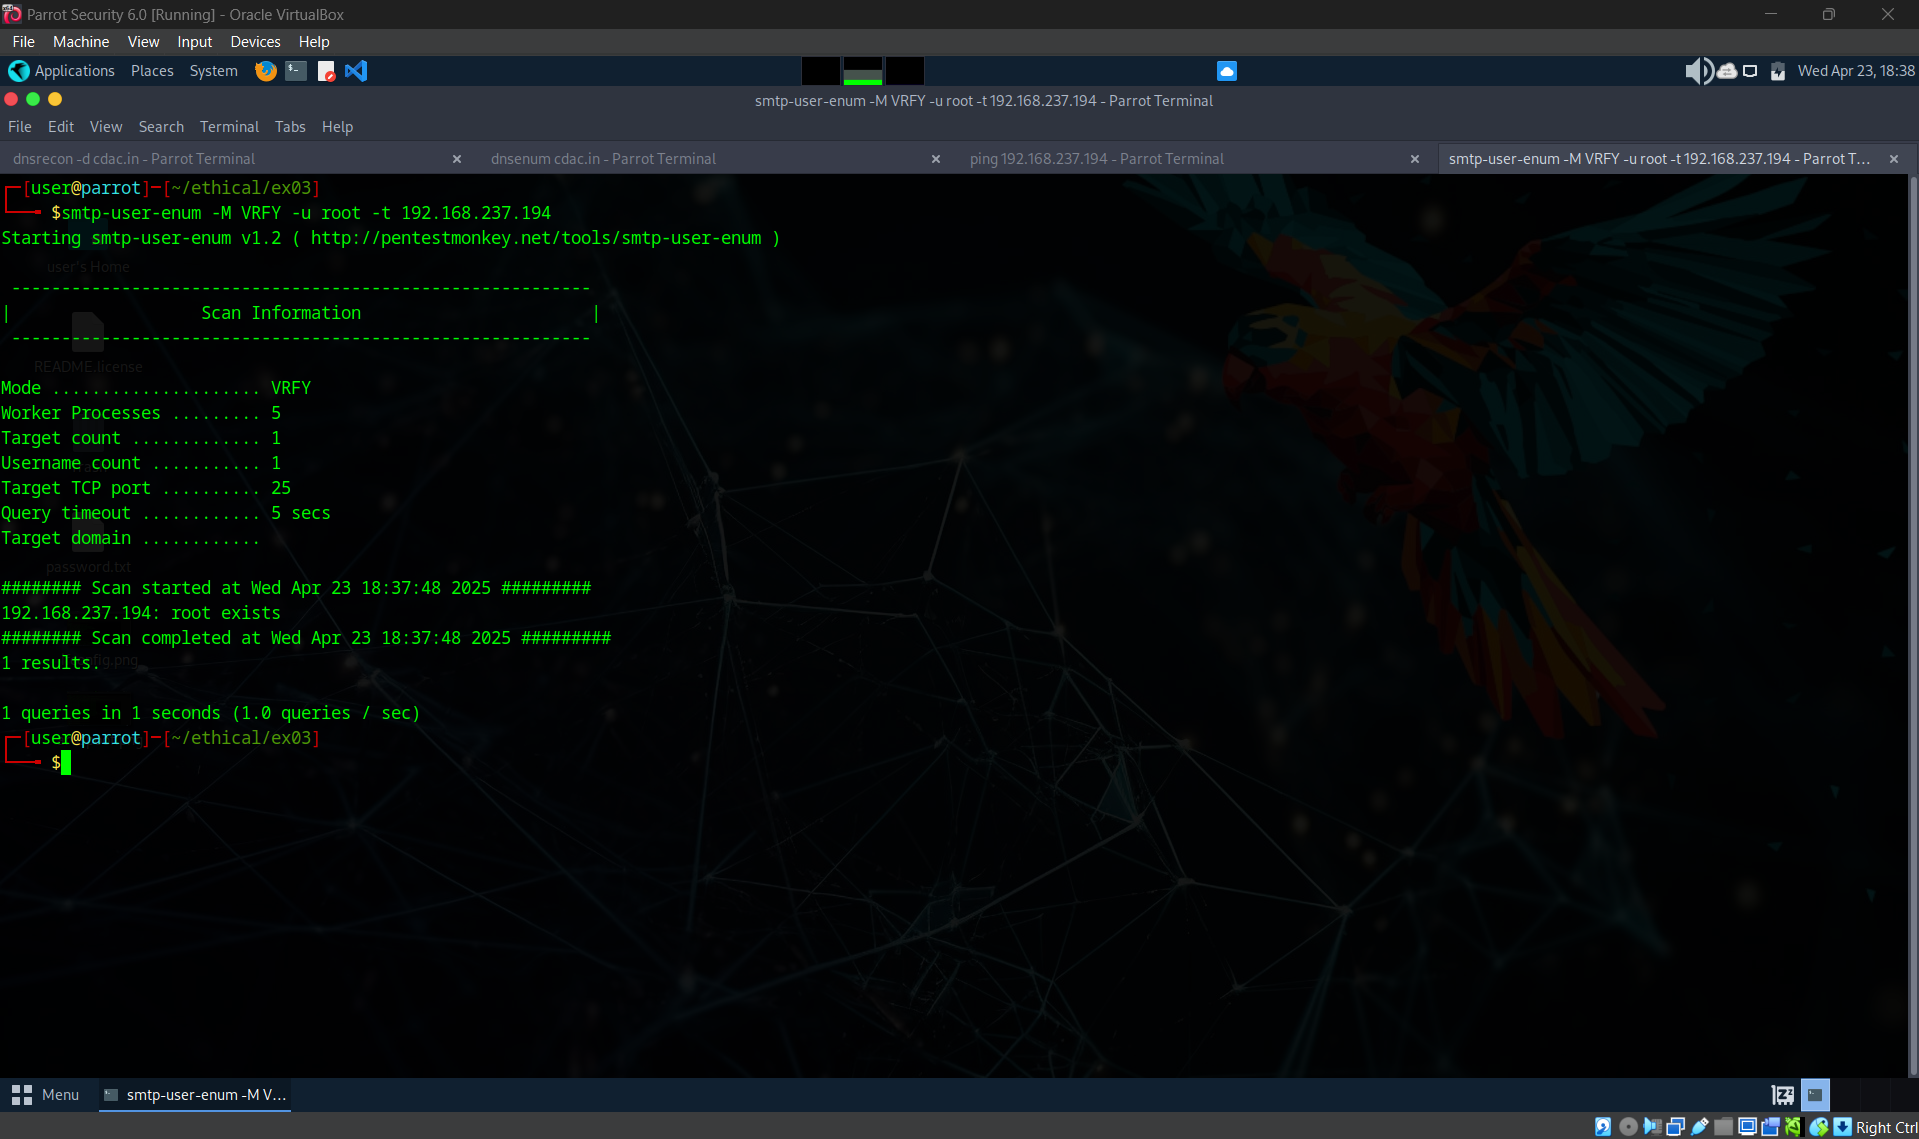 Parrot Security 6.0 [Running] - Oracle VirtualBox
File Machine View Input Devices Help
Applications Places System
Wed Apr 23, 18:38
smtp-user-enum -M VRFY -u root -t 192.168.237.194 - Parrot Terminal
File Edit View Search Terminal Tabs Help
dnsrecon -d cdac.in - Parrot Terminal × dnsenum cdac.in - Parrot Terminal × ping 192.168.237.194 - Parrot Terminal × smtp-user-enum -M VRFY -u root -t 192.168.237.194 - Parrot T... ×
[user@parrot]-[~/ethical/ex03]
$smtp-user-enum -M VRFY -u root -t 192.168.237.194
Starting smtp-user-enum v1.2 ( http://pentestmonkey.net/tools/smtp-user-enum )
user's Home
----------------------------------------------------------
| Scan Information |
----------------------------------------------------------
README.license
Mode ..................... VRFY
Worker Processes ......... 5
Target count ............. 1
Username count ........... 1
Target TCP port .......... 25
Query timeout ............ 5 secs
Target domain ............
password.txt
######## Scan started at Wed Apr 23 18:37:48 2025 #########
192.168.237.194: root exists
######## Scan completed at Wed Apr 23 18:37:48 2025 #########
1 results.
1 queries in 1 seconds (1.0 queries / sec)
[user@parrot]-[~/ethical/ex03]
$
Menu smtp-user-enum -M V...
Right Ctrl